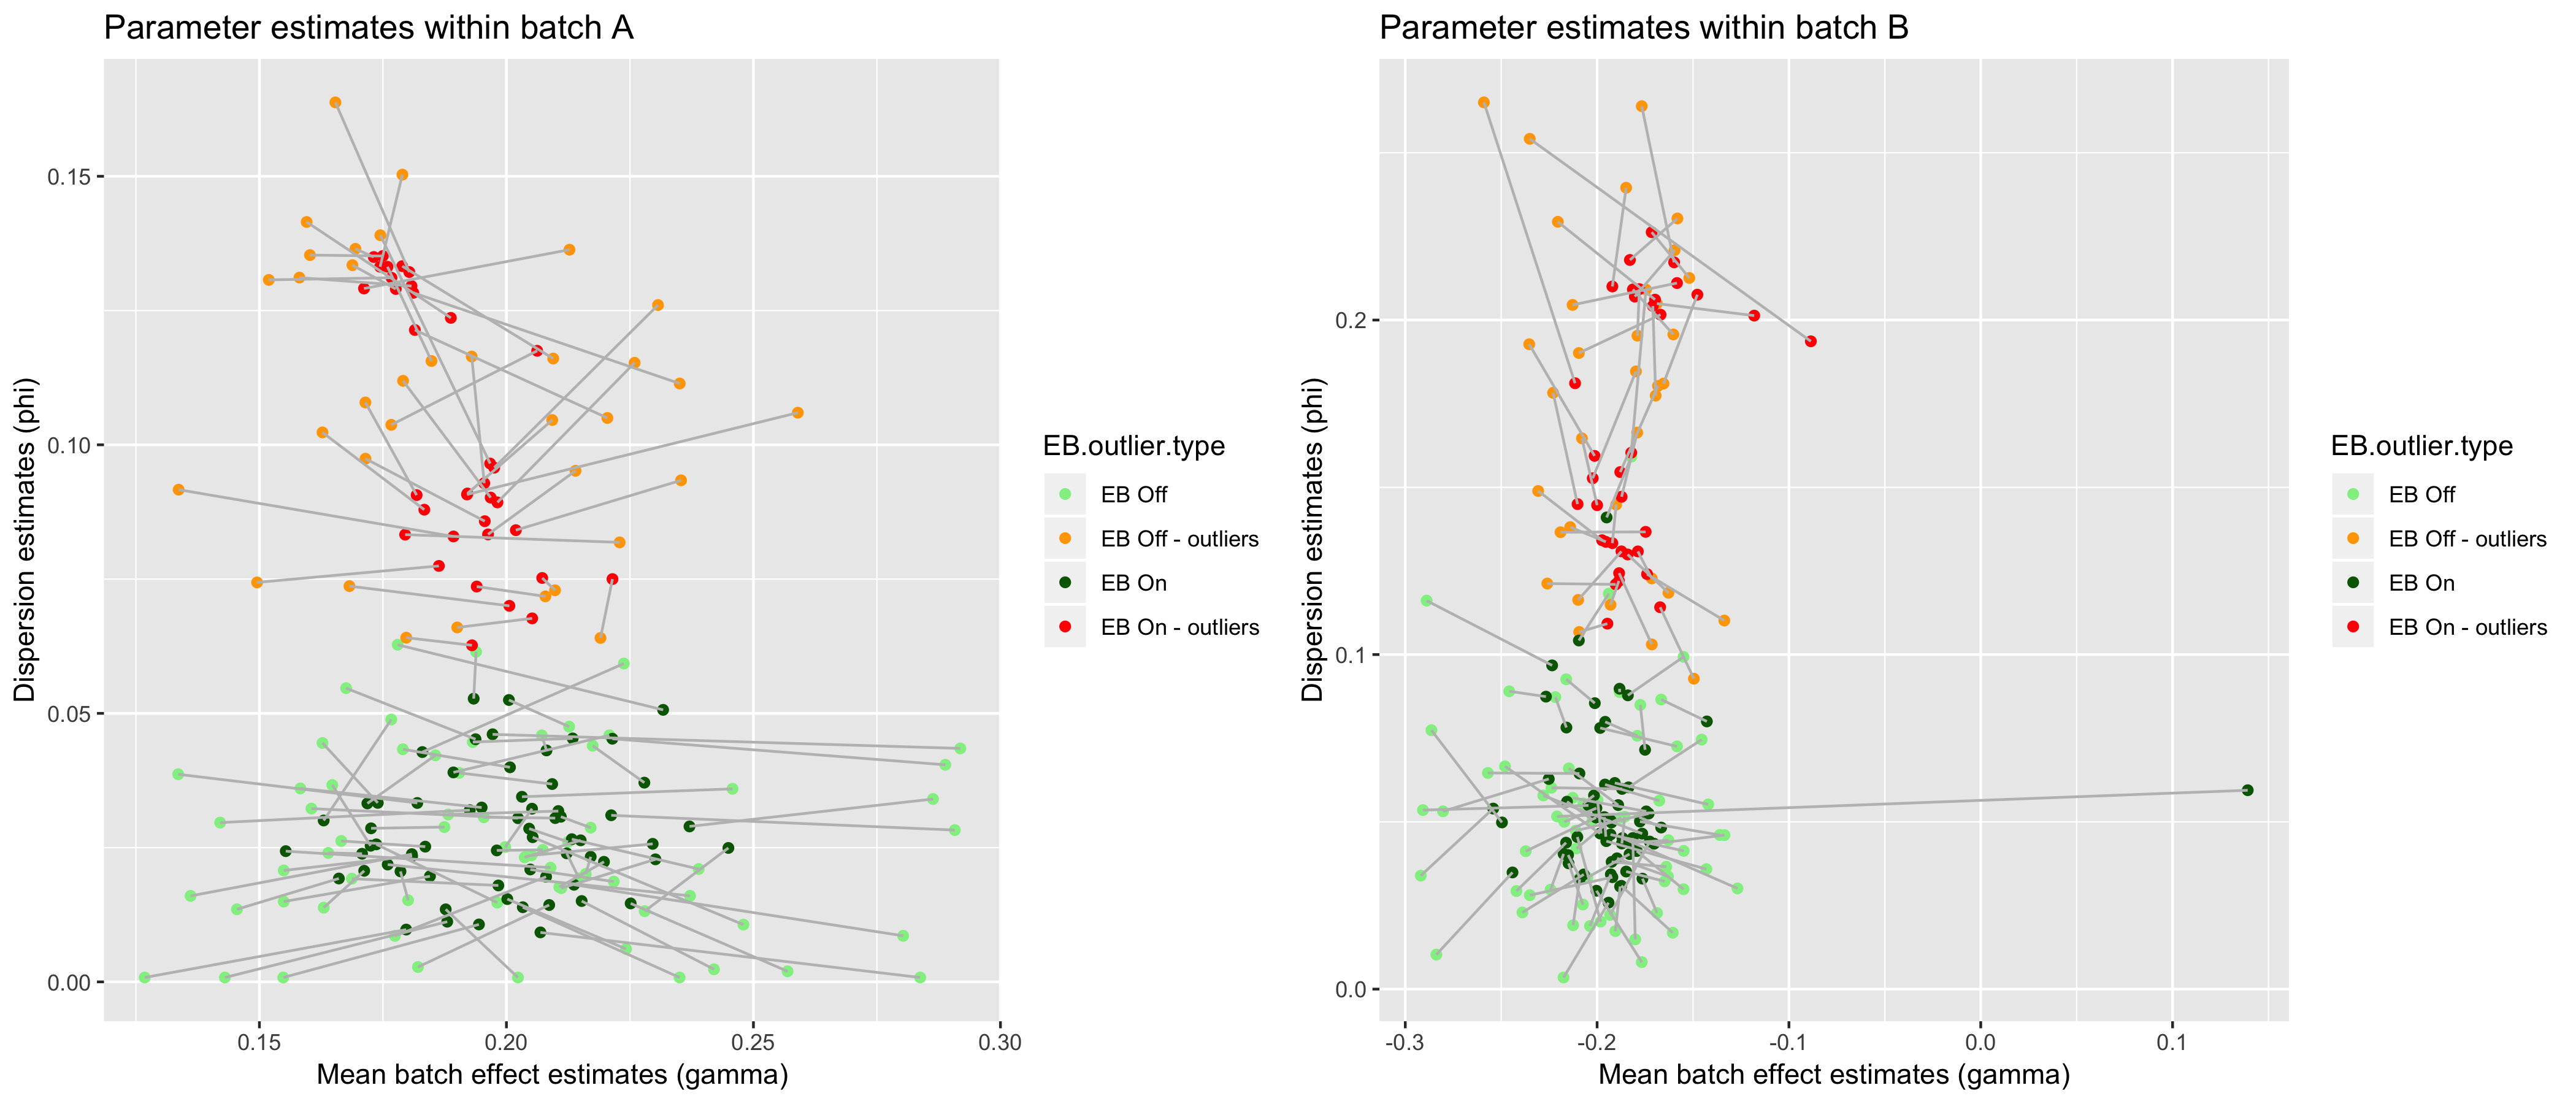 Parameter estimates within batch A
Dispersion estimates (phi)
0.15
0.10
0.05
0.00
0.15
0.20
0.25
0.30
Mean batch effect estimates (gamma)
EB.outlier.type
EB Off
EB Off - outliers
EB On
EB On - outliers
Parameter estimates within batch B
Dispersion estimates (phi)
0.2
0.1
0.0
-0.3
-0.2
-0.1
0.0
0.1
Mean batch effect estimates (gamma)
EB.outlier.type
EB Off
EB Off - outliers
EB On
EB On - outliers